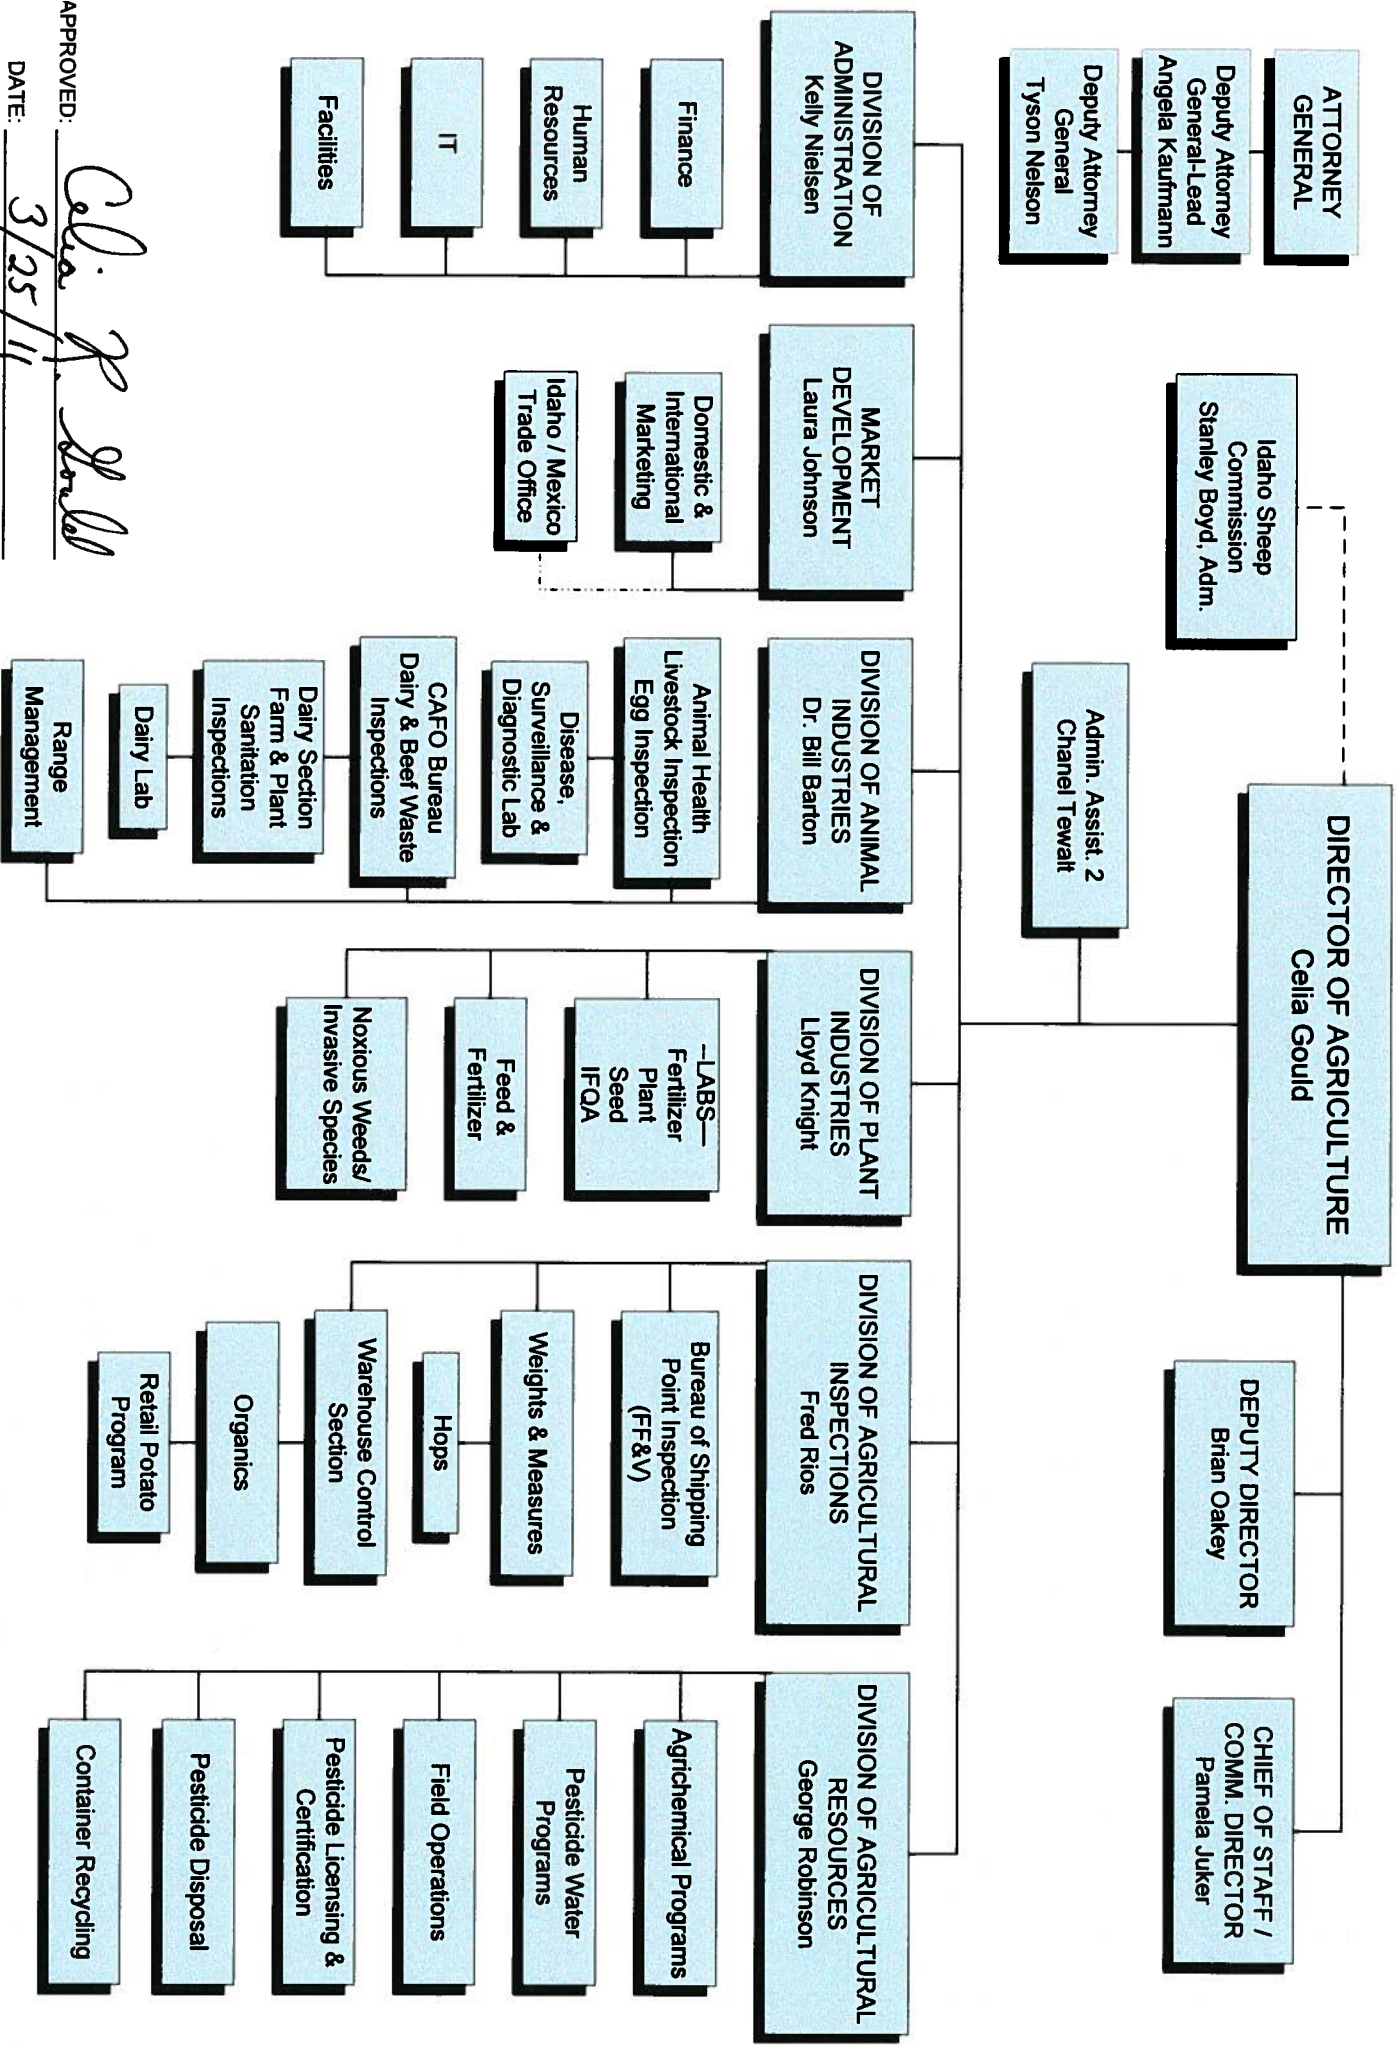 DIRECTOR OF AGRICULTURE
Celia Gould
ATTORNEY
GENERAL
Deputy Attorney
General-Lead
Angela Kaufmann
Deputy Attorney
General
Tyson Nelson
Idaho Sheep
Commission
Stanley Boyd, Adm.
DEPUTY DIRECTOR
Brian Oakey
CHIEF OF STAFF /
COMM. DIRECTOR
Pamela Juker
Admin. Assist. 2
Chanel Tewalt
DIVISION OF
ADMINISTRATION
Kelly Nielsen
Finance
Human
Resources
IT
Facilities
MARKET
DEVELOPMENT
Laura Johnson
Domestic &
International
Marketing
Idaho / Mexico
Trade Office
DIVISION OF ANIMAL
INDUSTRIES
Dr. Bill Barton
Animal Health
Livestock Inspection
Egg Inspection
Disease,
Surveillance &
Diagnostic Lab
CAFO Bureau
Dairy & Beef Waste
Inspections
Dairy Section
Farm & Plant
Sanitation
Inspections
Dairy Lab
Range
Management
DIVISION OF PLANT
INDUSTRIES
Lloyd Knight
--LABS—
Fertilizer
Plant
Seed
IFQA
Feed &
Fertilizer
Noxious Weeds/
Invasive Species
DIVISION OF AGRICULTURAL
INSPECTIONS
Fred Rios
Bureau of Shipping
Point Inspection
(FF&V)
Weights & Measures
Hops
Warehouse Control
Section
Organics
Retail Potato
Program
DIVISION OF AGRICULTURAL
RESOURCES
George Robinson
Agrichemical Programs
Pesticide Water
Programs
Field Operations
Pesticide Licensing &
Certification
Pesticide Disposal
Container Recycling
APPROVED: Celia R. Gould
DATE: 3/25/11